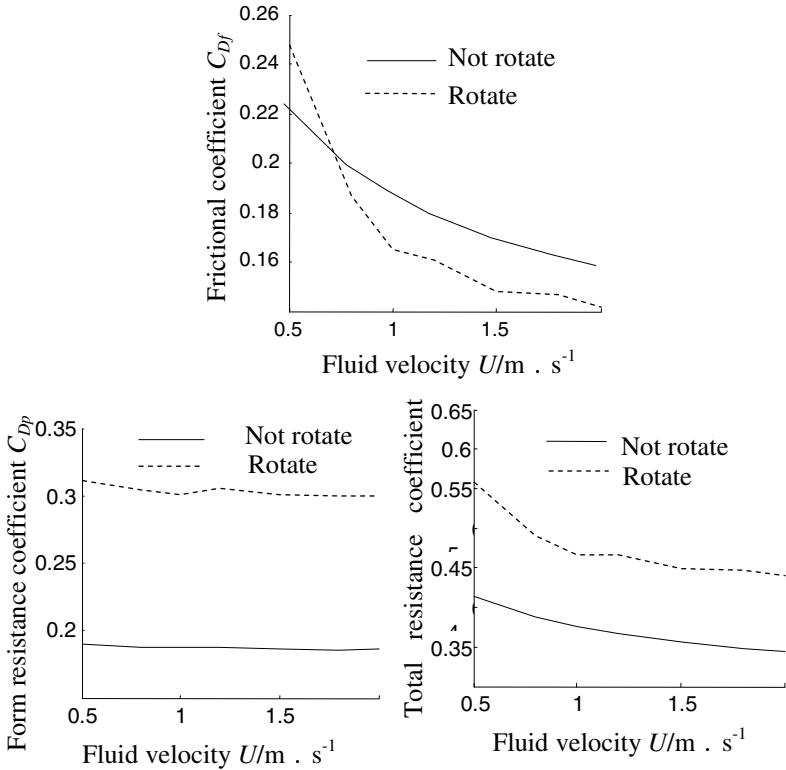 0.26
0.24
0.22
0.2
0.18
0.16
Frictional coefficient C_Df
Not rotate
Rotate
0.5 1 1.5
Fluid velocity U/m . s-1
0.35
0.3
0.25
0.2
Form resistance coefficient C_Dp
Not rotate
Rotate
0.5 1 1.5
Fluid velocity U/m . s-1
0.65
0.6
0.55
0.45
0.35
Total resistance coefficient
Not rotate
Rotate
0.5 1 1.5
Fluid velocity U/m . s-1